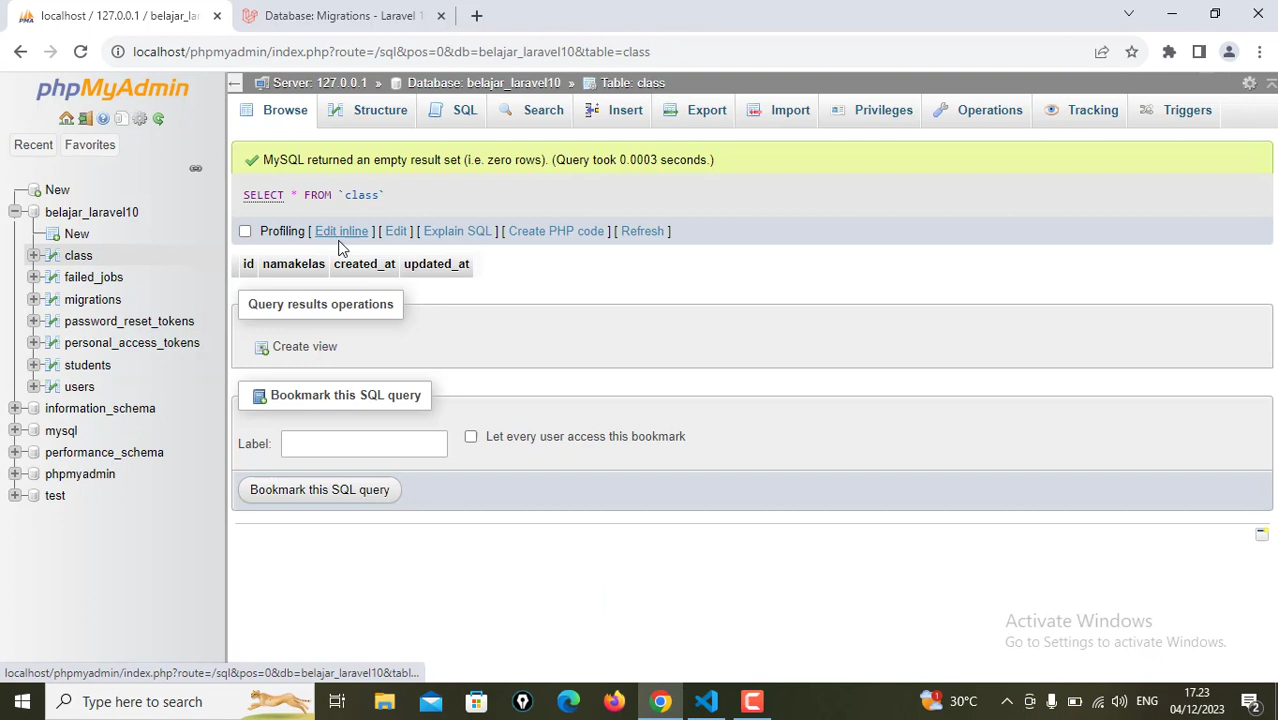 localhost / 127.0.0.1 / belajar_la
Database: Migrations - Laravel 1
localhost/phpmyadmin/index.php?route=/sql&pos=0&db=belajar_laravel10&table=class
phpMyAdmin
Recent
Favorites
New
belajar_laravel10
New
class
failed_jobs
migrations
password_reset_tokens
personal_access_tokens
students
users
information_schema
mysql
performance_schema
phpmyadmin
test
Server: 127.0.0.1 » Database: belajar_laravel10 » Table: class
Browse Structure SQL Search Insert Export Import Privileges Operations Tracking Triggers
MySQL returned an empty result set (i.e. zero rows). (Query took 0.0003 seconds.)
SELECT * FROM `class`
Profiling [ Edit inline ] [ Edit ] [ Explain SQL ] [ Create PHP code ] [ Refresh ]
id namakelas created_at updated_at
Query results operations
Create view
Bookmark this SQL query
Label:
Let every user access this bookmark
Bookmark this SQL query
Activate Windows
Go to Settings to activate Windows.
localhost/phpmyadmin/index.php?route=/sql&pos=0&db=belajar_laravel10&tabl...
Type here to search
30°C
ENG
17.23
04/12/2023
2